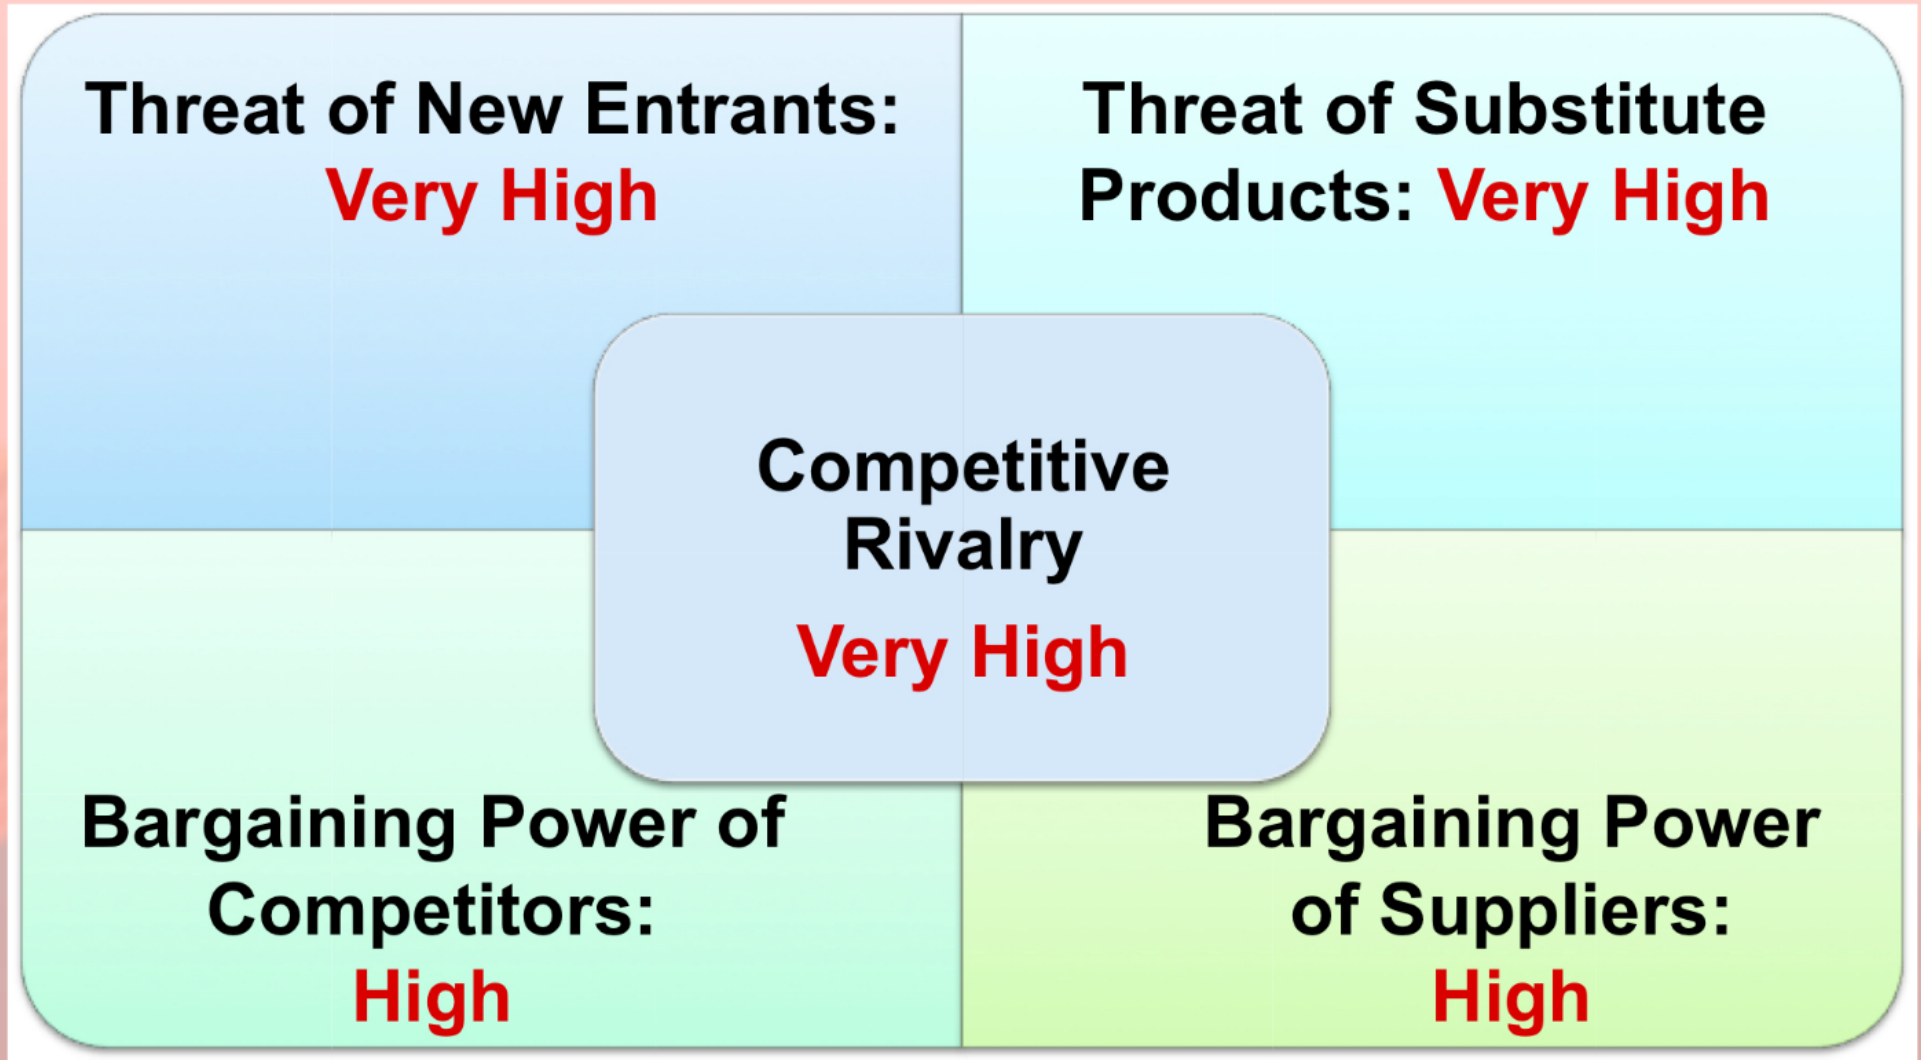 Threat of New Entrants:
Very High
Threat of Substitute
Products: Very High
Competitive
Rivalry
Very High
Bargaining Power of
Competitors:
High
Bargaining Power
of Suppliers:
High